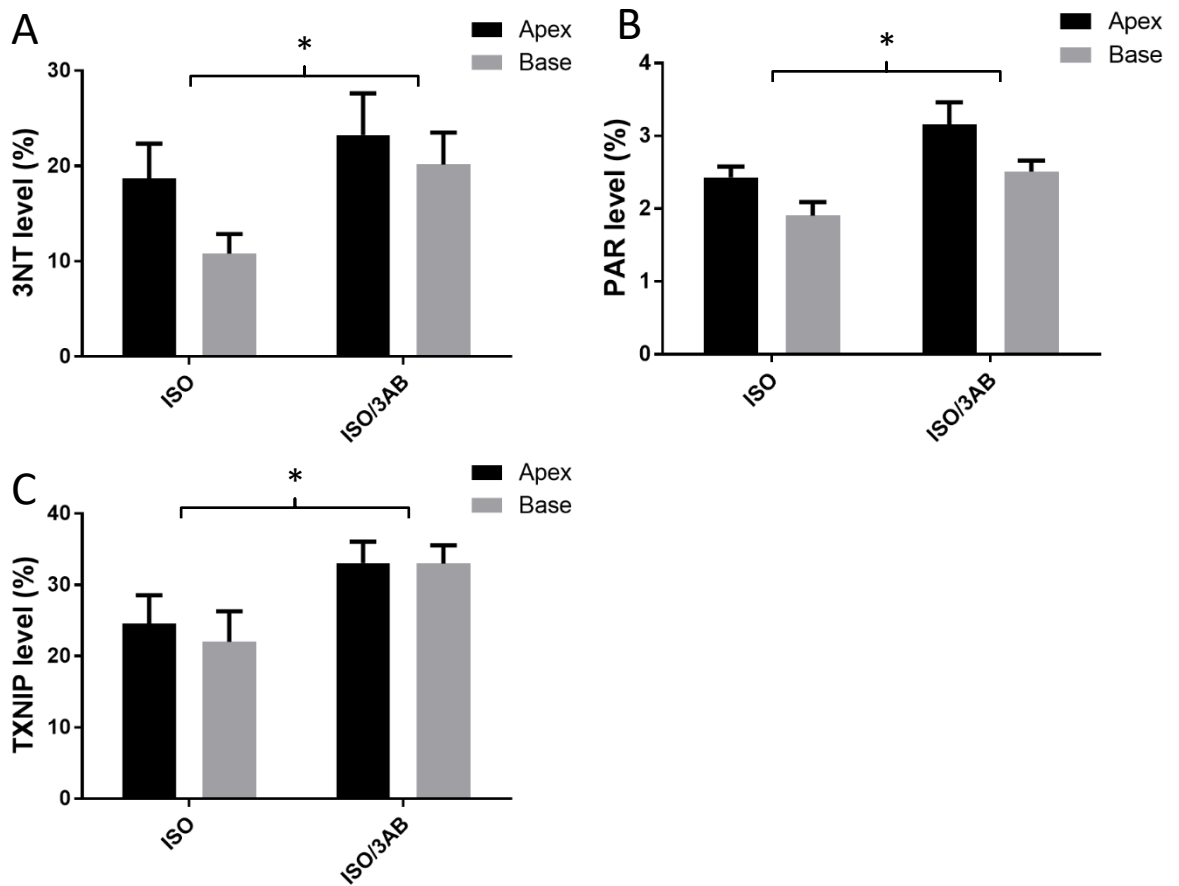 A
Apex
Base
*
3NT level (%)
30
20
10
0
ISO
ISO/3AB
B
Apex
Base
*
PAR level (%)
4
3
2
1
0
ISO
ISO/3AB
C
Apex
Base
*
TXNIP level (%)
40
30
20
10
0
ISO
ISO/3AB